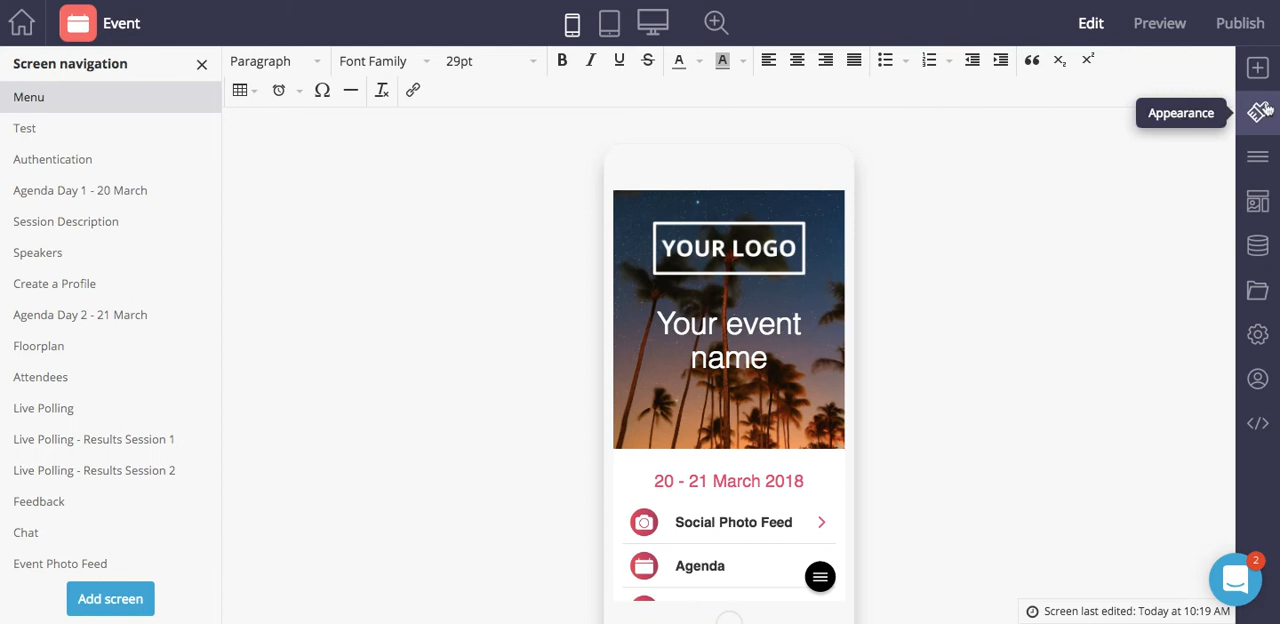 Event
Edit
Preview
Publish
Screen navigation
Paragraph
Font Family
29pt
B
I
U
S
A
A
Appearance
Menu
Test
Authentication
Agenda Day 1 - 20 March
Session Description
Speakers
Create a Profile
Agenda Day 2 - 21 March
Floorplan
Attendees
Live Polling
Live Polling - Results Session 1
Live Polling - Results Session 2
Feedback
Chat
Event Photo Feed
Add screen
YOUR LOGO
Your event
name
20 - 21 March 2018
Social Photo Feed
Agenda
2
Screen last edited: Today at 10:19 AM